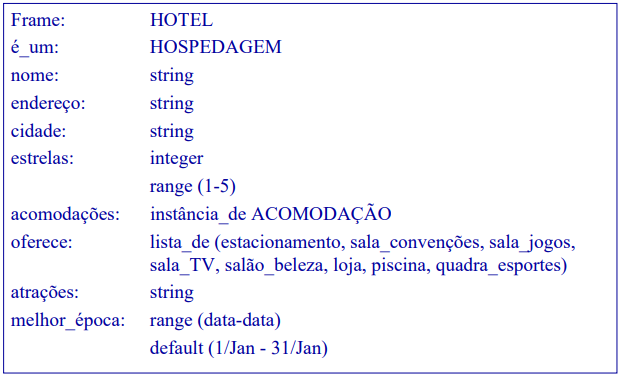 Frame: HOTEL
é_um: HOSPEDAGEM
nome: string
endereço: string
cidade: string
estrelas: integer
range (1-5)
acomodações: instância_de ACOMODAÇÃO
oferece: lista_de (estacionamento, sala_convenções, sala_jogos,
sala_TV, salão_beleza, loja, piscina, quadra_esportes)
atrações: string
melhor_época: range (data-data)
default (1/Jan - 31/Jan)